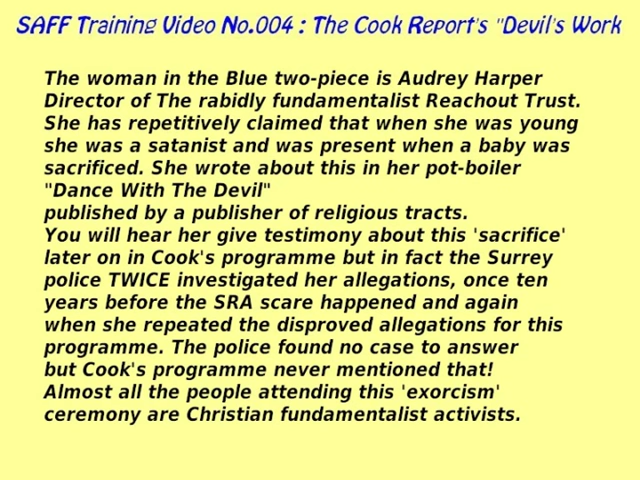 SAFF Training Video No.004 : The Cook Report's "Devil's Work
The woman in the Blue two-piece is Audrey Harper
Director of The rabidly fundamentalist Reachout Trust.
She has repetitively claimed that when she was young
she was a satanist and was present when a baby was
sacrificed. She wrote about this in her pot-boiler
"Dance With The Devil"
published by a publisher of religious tracts.
You will hear her give testimony about this 'sacrifice'
later on in Cook's programme but in fact the Surrey
police TWICE investigated her allegations, once ten
years before the SRA scare happened and again
when she repeated the disproved allegations for this
programme. The police found no case to answer
but Cook's programme never mentioned that!
Almost all the people attending this 'exorcism'
ceremony are Christian fundamentalist activists.